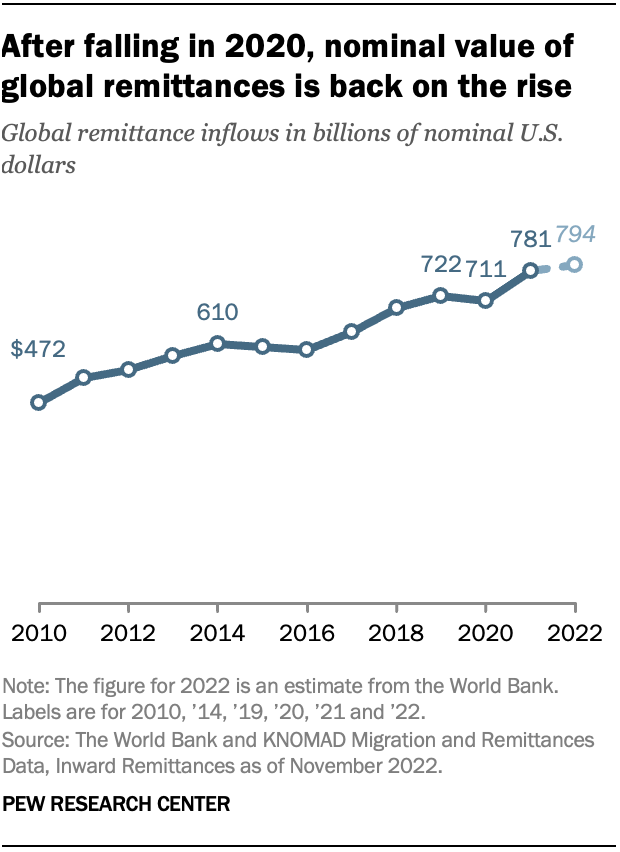 After falling in 2020, nominal value of
global remittances is back on the rise
Global remittance inflows in billions of nominal U.S.
dollars
$472
610
722
711
781
794
2010 2012 2014 2016 2018 2020 2022
Note: The figure for 2022 is an estimate from the World Bank.
Labels are for 2010, ’14, ’19, ’20, ’21 and ’22.
Source: The World Bank and KNOMAD Migration and Remittances
Data, Inward Remittances as of November 2022.
PEW RESEARCH CENTER